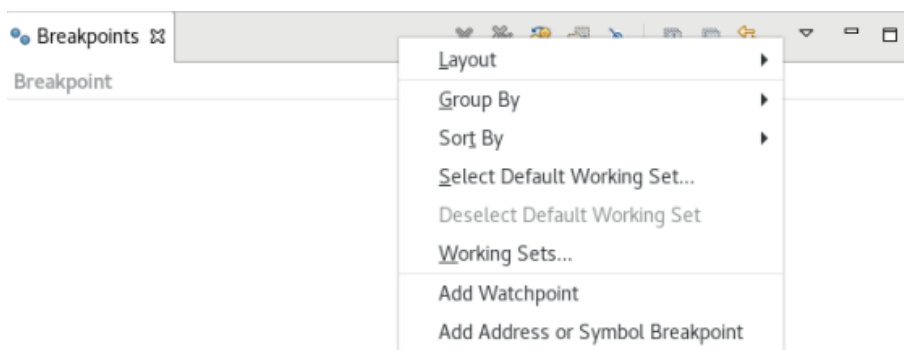 Breakpoints
Breakpoint
Layout
Group By
Sort By
Select Default Working Set...
Deselect Default Working Set
Working Sets...
Add Watchpoint
Add Address or Symbol Breakpoint